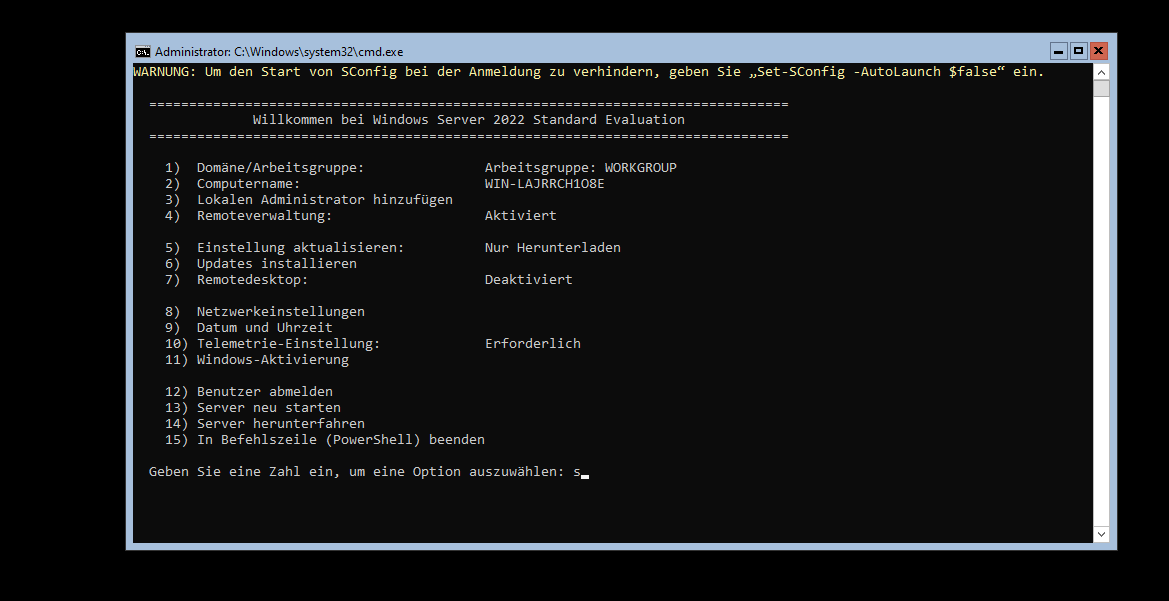 Administrator: C:\Windows\system32\cmd.exe
WARNUNG: Um den Start von SConfig bei der Anmeldung zu verhindern, geben Sie „Set-SConfig -AutoLaunch $false“ ein.
================================================================================
Willkommen bei Windows Server 2022 Standard Evaluation
================================================================================
1) Domäne/Arbeitsgruppe: Arbeitsgruppe: WORKGROUP
2) Computername: WIN-LAJRRCH1O8E
3) Lokalen Administrator hinzufügen
4) Remoteverwaltung: Aktiviert
5) Einstellung aktualisieren: Nur Herunterladen
6) Updates installieren
7) Remotedesktop: Deaktiviert
8) Netzwerkeinstellungen
9) Datum und Uhrzeit
10) Telemetrie-Einstellung: Erforderlich
11) Windows-Aktivierung
12) Benutzer abmelden
13) Server neu starten
14) Server herunterfahren
15) In Befehlszeile (PowerShell) beenden
Geben Sie eine Zahl ein, um eine Option auszuwählen: s